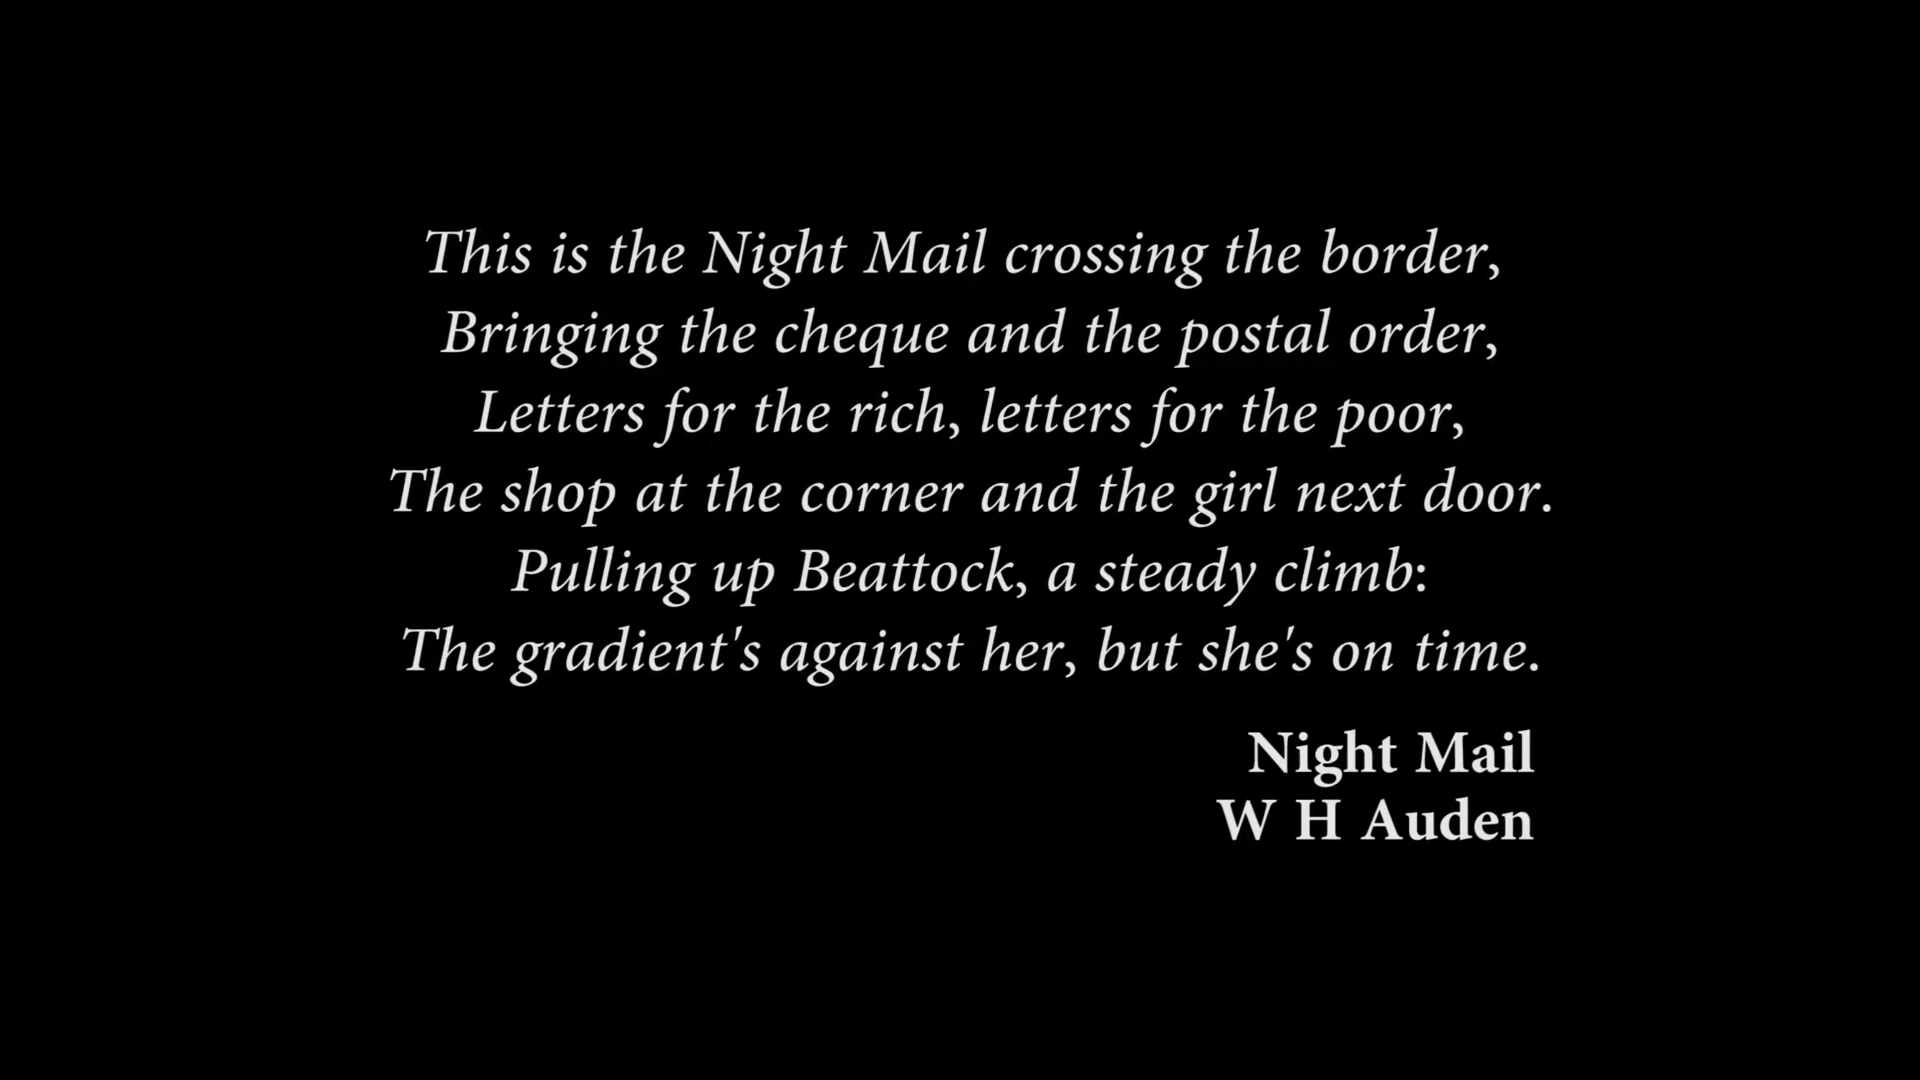 This is the Night Mail crossing the border,
Bringing the cheque and the postal order,
Letters for the rich, letters for the poor,
The shop at the corner and the girl next door.
Pulling up Beattock, a steady climb:
The gradient's against her, but she's on time.
Night Mail
W H Auden